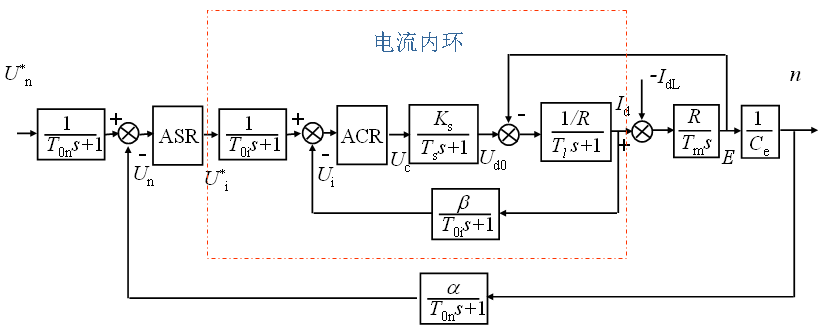 电流内环
U*n
1
T0ns+1
+
-
Un
ASR
U*i
1
T0is+1
+
-
Ui
ACR
Uc
Ks
Tss+1
Ud0
-
1/R
Tls+1
Id
+
-IdL
R
Tms
E
1
Ce
n
β
T0is+1
α
T0ns+1